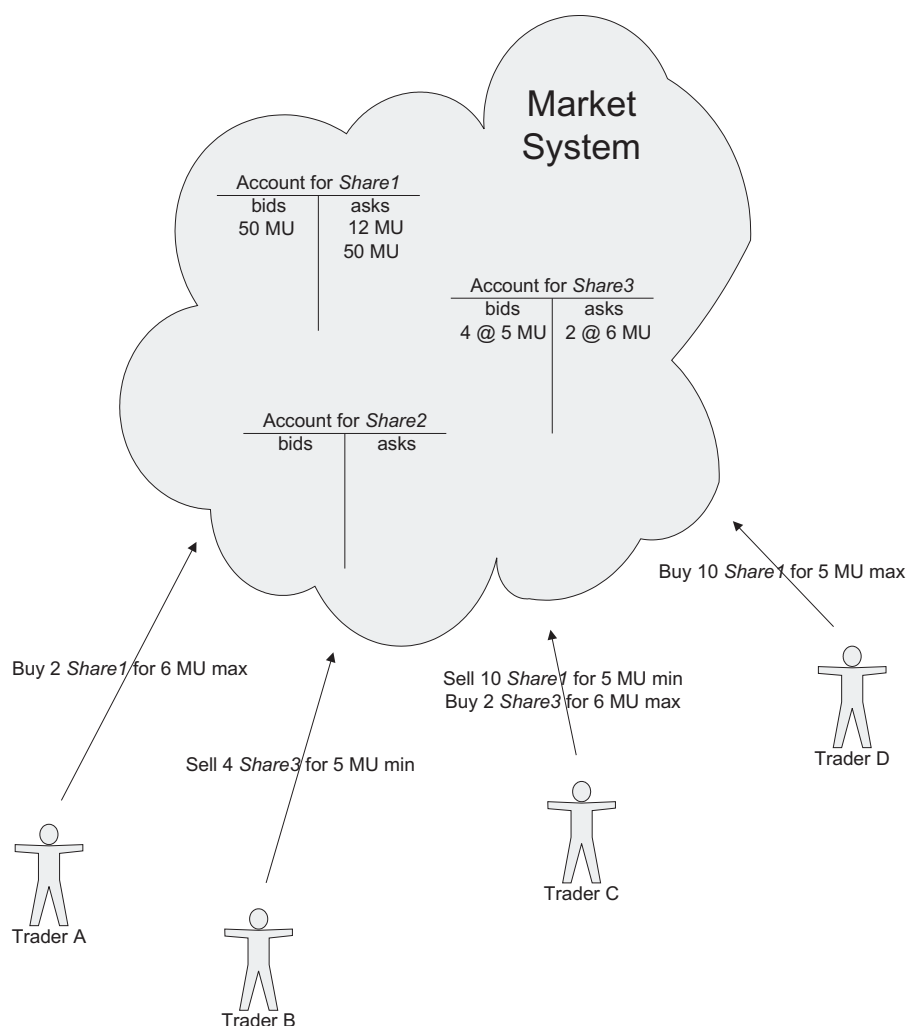 Market
System
Account for Share1
bids asks
50 MU 12 MU
50 MU
Account for Share3
bids asks
4 @ 5 MU 2 @ 6 MU
Account for Share2
bids asks
Buy 10 Share1 for 5 MU max
Buy 2 Share1 for 6 MU max
Sell 10 Share1 for 5 MU min
Buy 2 Share3 for 6 MU max
Sell 4 Share3 for 5 MU min
Trader D
Trader C
Trader A
Trader B